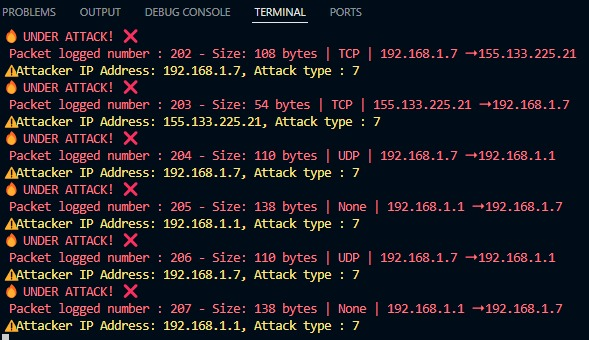 PROBLEMS OUTPUT DEBUG CONSOLE TERMINAL PORTS
🔥 UNDER ATTACK! ❌
Packet logged number : 202 - Size: 108 bytes | TCP | 192.168.1.7 →155.133.225.21
⚠Attacker IP Address: 192.168.1.7, Attack type : 7
🔥 UNDER ATTACK! ❌
Packet logged number : 203 - Size: 54 bytes | TCP | 155.133.225.21 →192.168.1.7
⚠Attacker IP Address: 155.133.225.21, Attack type : 7
🔥 UNDER ATTACK! ❌
Packet logged number : 204 - Size: 110 bytes | UDP | 192.168.1.7 →192.168.1.1
⚠Attacker IP Address: 192.168.1.7, Attack type : 7
🔥 UNDER ATTACK! ❌
Packet logged number : 205 - Size: 138 bytes | None | 192.168.1.1 →192.168.1.7
⚠Attacker IP Address: 192.168.1.1, Attack type : 7
🔥 UNDER ATTACK! ❌
Packet logged number : 206 - Size: 110 bytes | UDP | 192.168.1.7 →192.168.1.1
⚠Attacker IP Address: 192.168.1.7, Attack type : 7
🔥 UNDER ATTACK! ❌
Packet logged number : 207 - Size: 138 bytes | None | 192.168.1.1 →192.168.1.7
⚠Attacker IP Address: 192.168.1.1, Attack type : 7